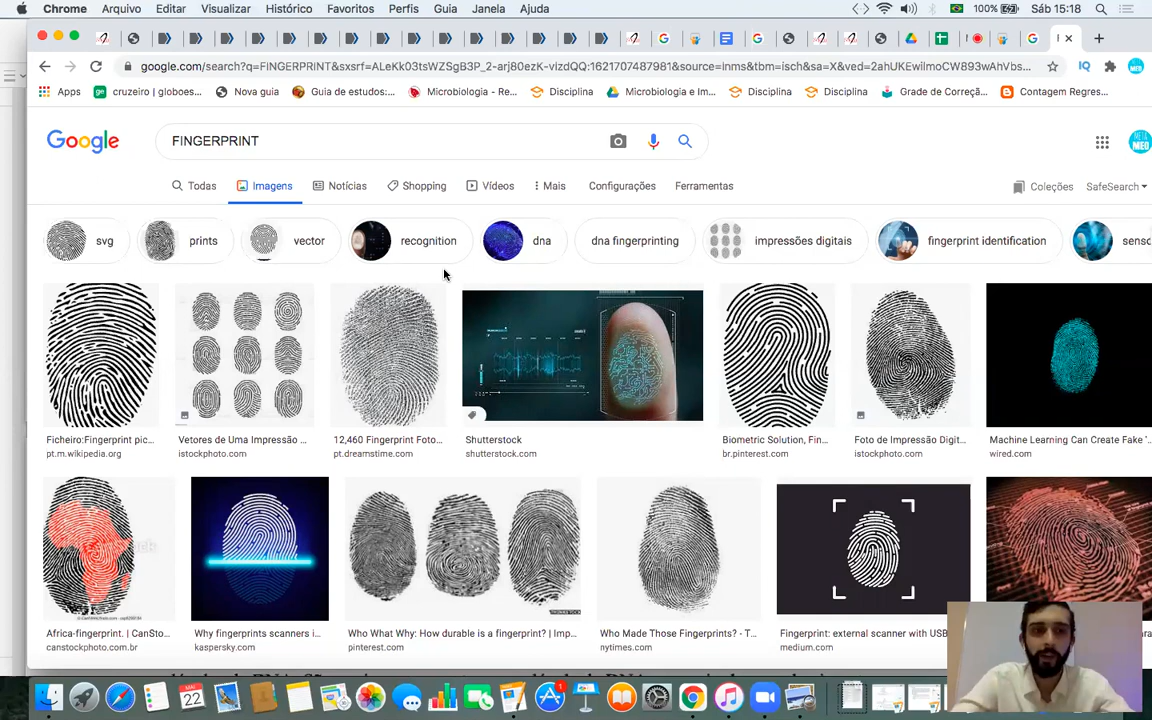 Chrome Arquivo Editar Visualizar Histórico Favoritos Perfis Guia Janela Ajuda 100% Sáb 15:18
google.com/search?q=FINGERPRINT&sxsrf=ALeKk03tsWZSgB3P_2-arj80ezK-vizdQQ:1621707487981&source=lnms&tbm=isch&sa=X&ved=2ahUKEwilmoCW893wAhVbs...
Apps cruzeiro | globoes... Nova guia Guia de estudos:... Microbiologia - Re... Disciplina Microbiologia e Im... Disciplina Disciplina Grade de Correçã... Contagem Regres...
Google FINGERPRINT
Todas Imagens Notícias Shopping Vídeos Mais Configurações Ferramentas Coleções SafeSearch
svg prints vector recognition dna dna fingerprinting impressões digitais fingerprint identification senso
Ficheiro:Fingerprint pic... Vetores de Uma Impressão ... 12,460 Fingerprint Foto... Shutterstock Biometric Solution, Fin... Foto de Impressão Digit... Machine Learning Can Create Fake '...
pt.m.wikipedia.org istockphoto.com pt.dreamstime.com shutterstock.com br.pinterest.com istockphoto.com wired.com
Africa-fingerprint. | CanSto... Why fingerprints scanners i... Who What Why: How durable is a fingerprint? | Imp... Who Made Those Fingerprints? - T... Fingerprint: external scanner with USB
canstockphoto.com.br kaspersky.com pinterest.com nytimes.com medium.com
MAI
22
1